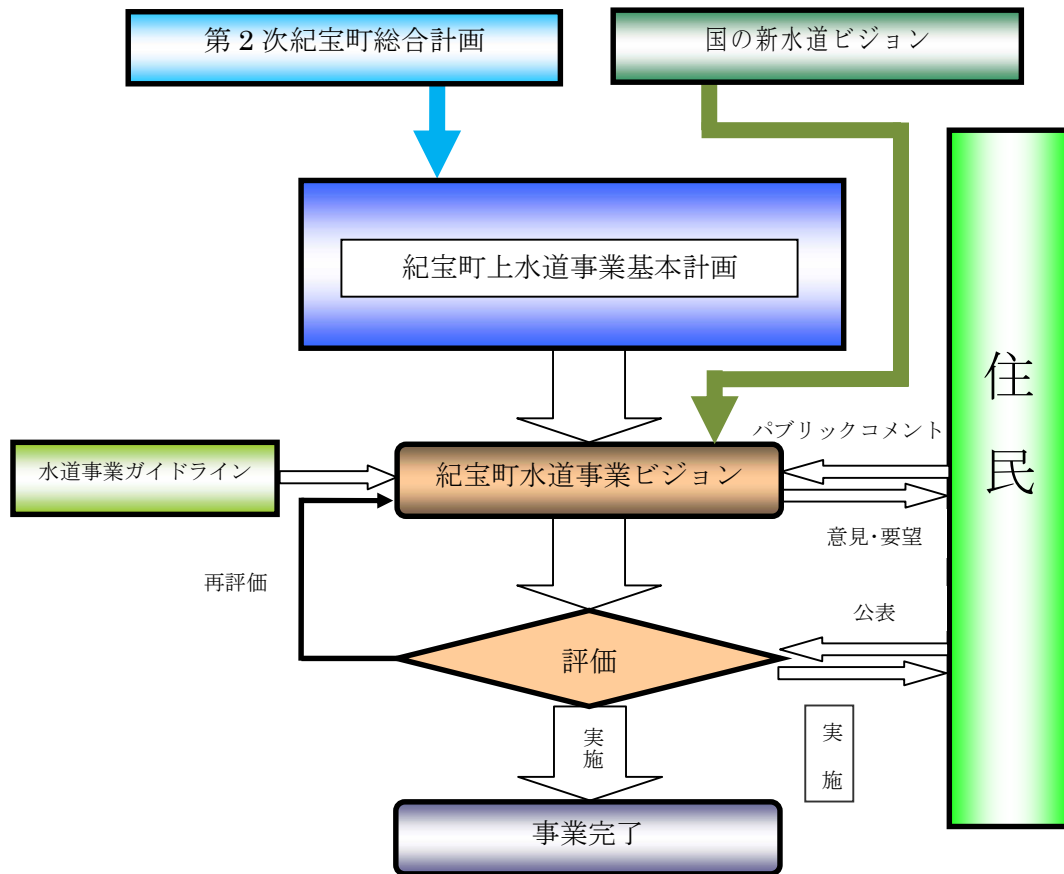 第2次紀宝町総合計画
国の新水道ビジョン
紀宝町上水道事業基本計画
住民
パブリックコメント
水道事業ガイドライン
紀宝町水道事業ビジョン
意見・要望
再評価
公表
評価
実施
実施
事業完了